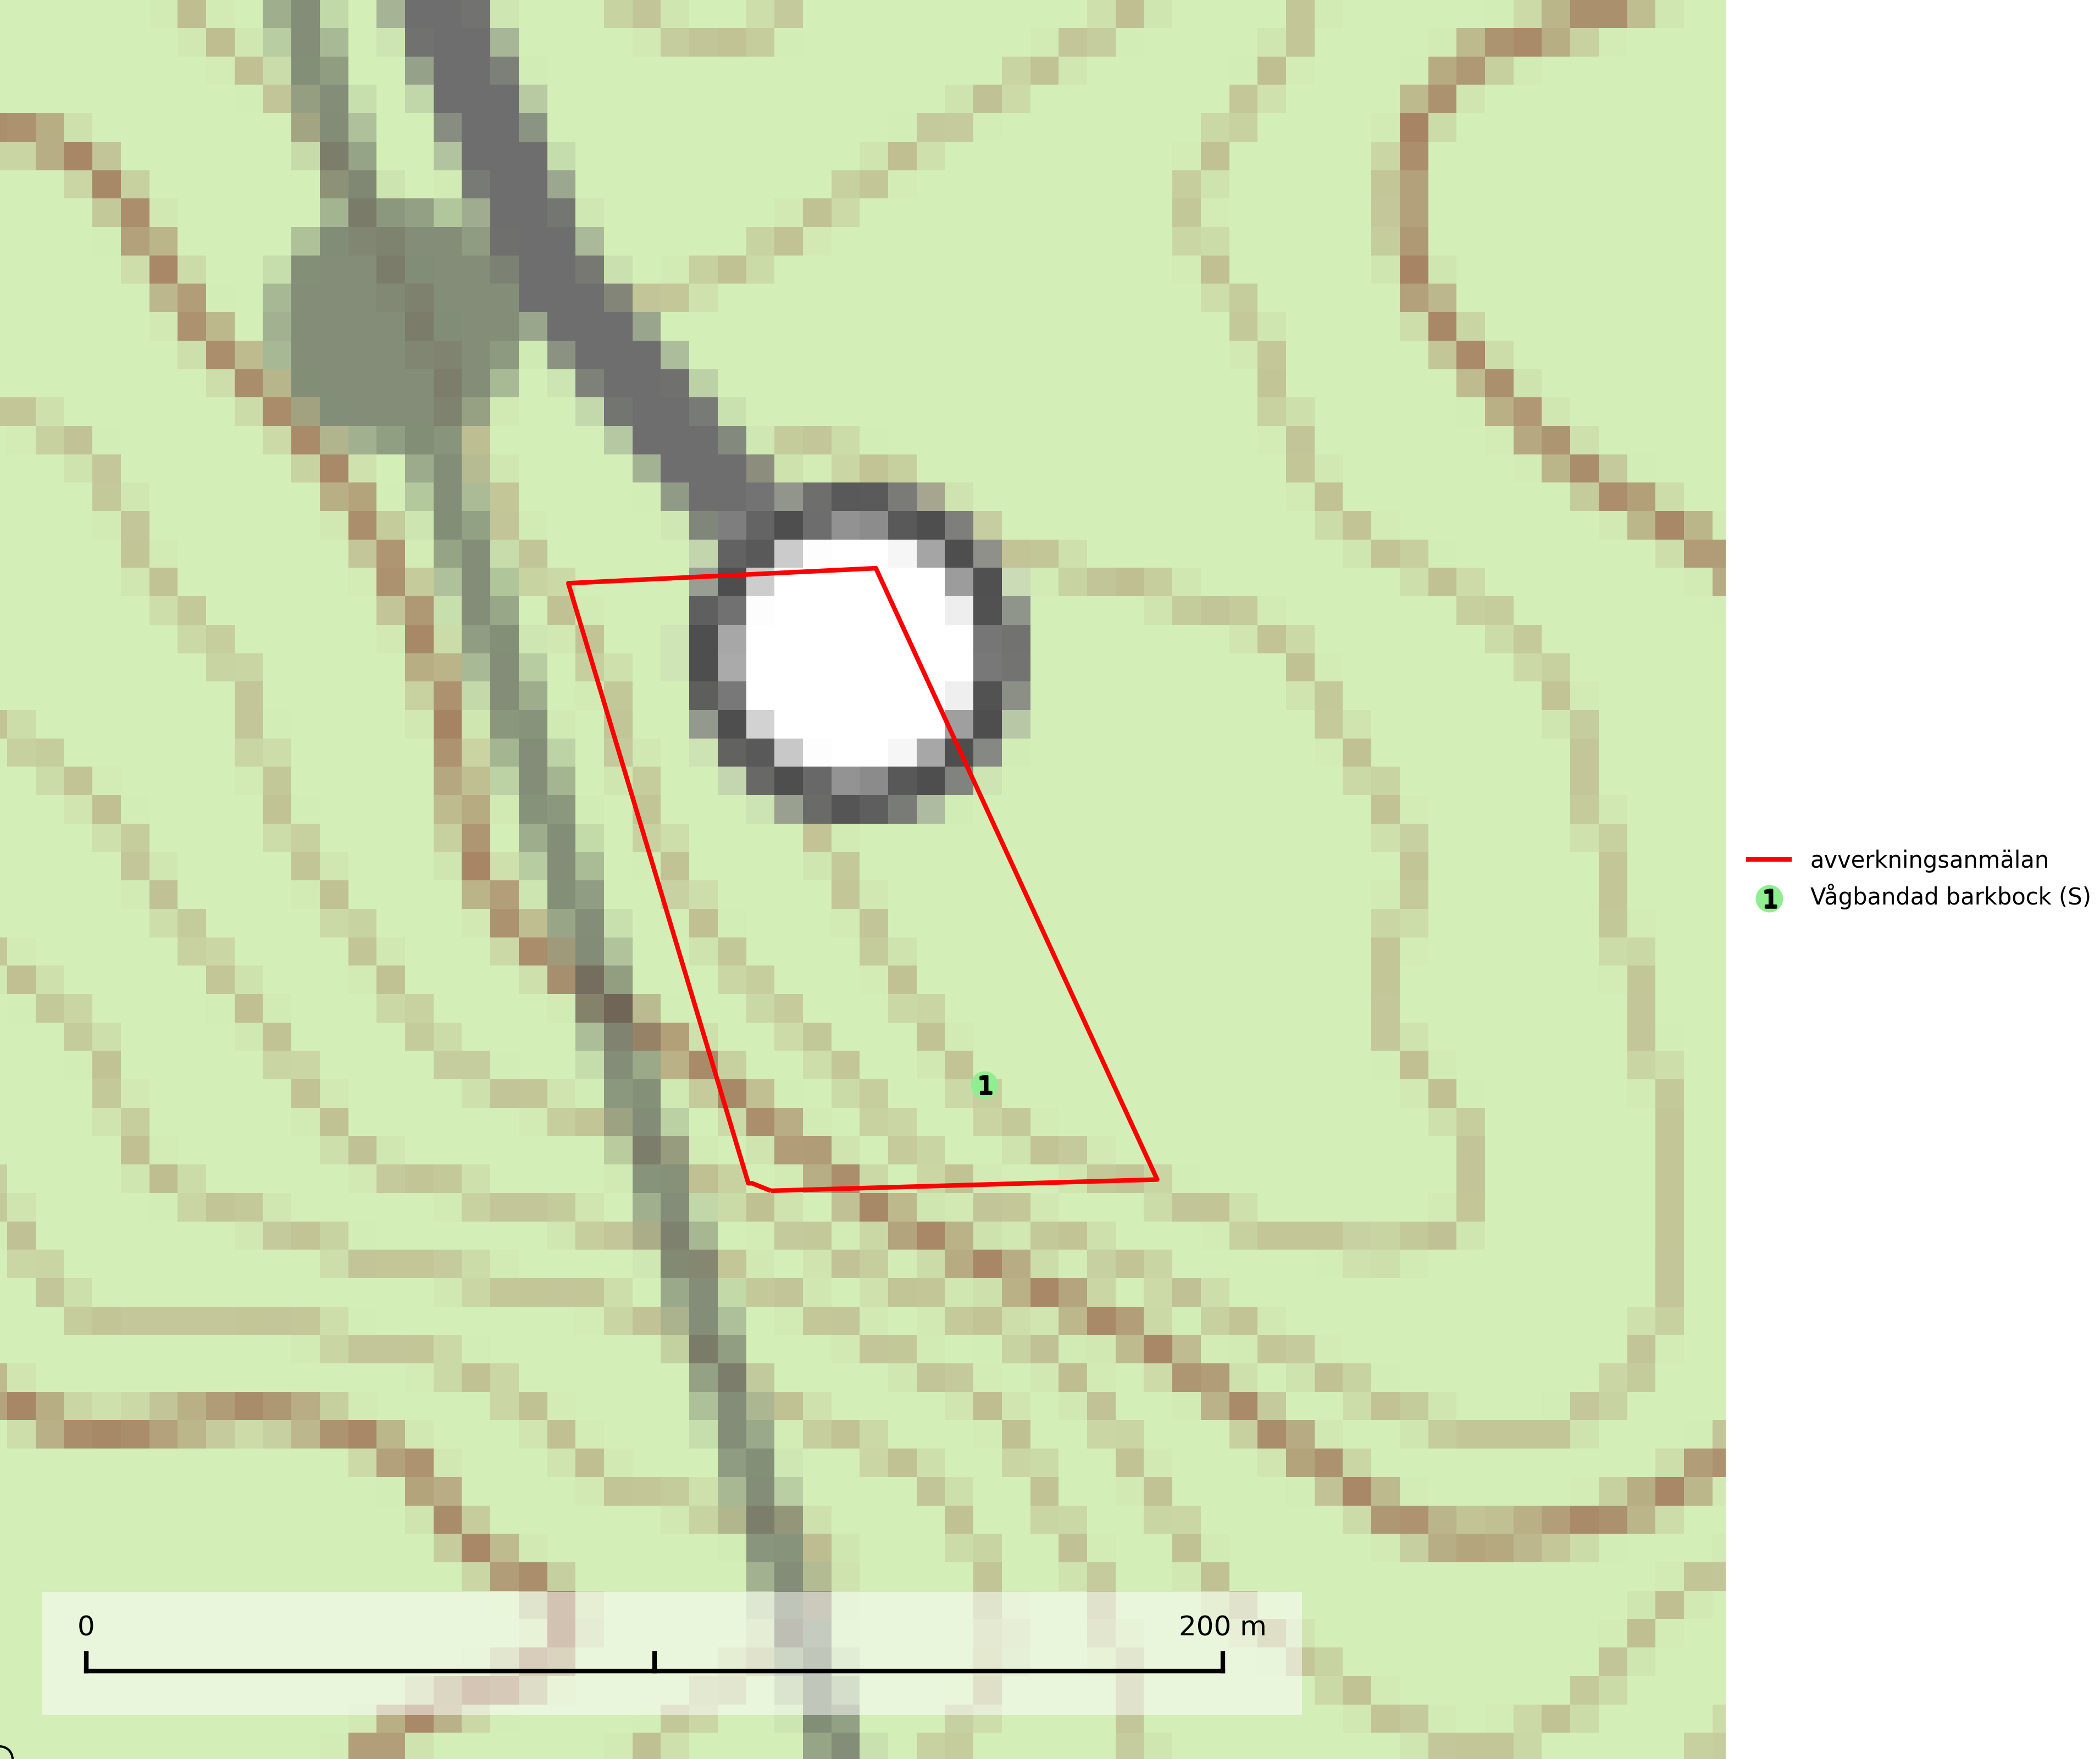 avverkningsanmälan
1 Vågbandad barkbock (S)
1
0 200 m